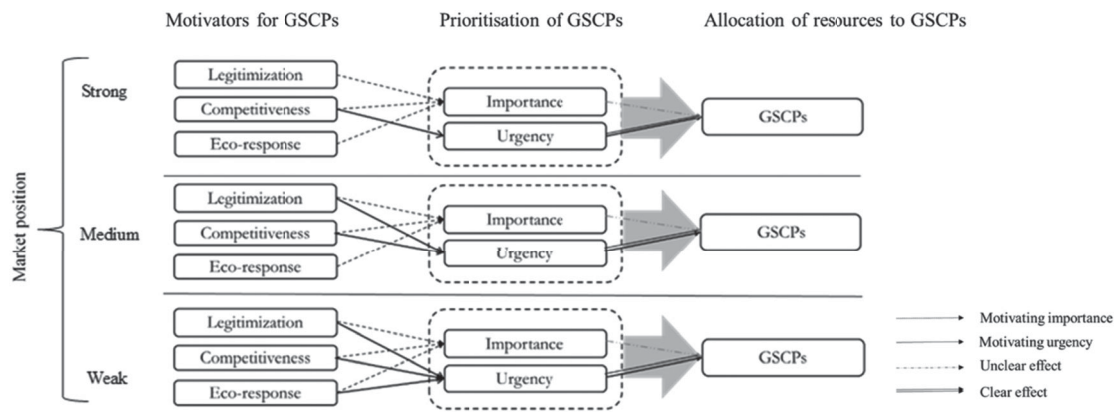 Motivators for GSCPs
Prioritisation of GSCPs
Allocation of resources to GSCPs
Market position
Strong
Legitimization
Competitiveness
Eco-response
Importance
Urgency
GSCPs
Medium
Legitimization
Competitiveness
Eco-response
Importance
Urgency
GSCPs
Weak
Legitimization
Competitiveness
Eco-response
Importance
Urgency
GSCPs
Motivating importance
Motivating urgency
Unclear effect
Clear effect